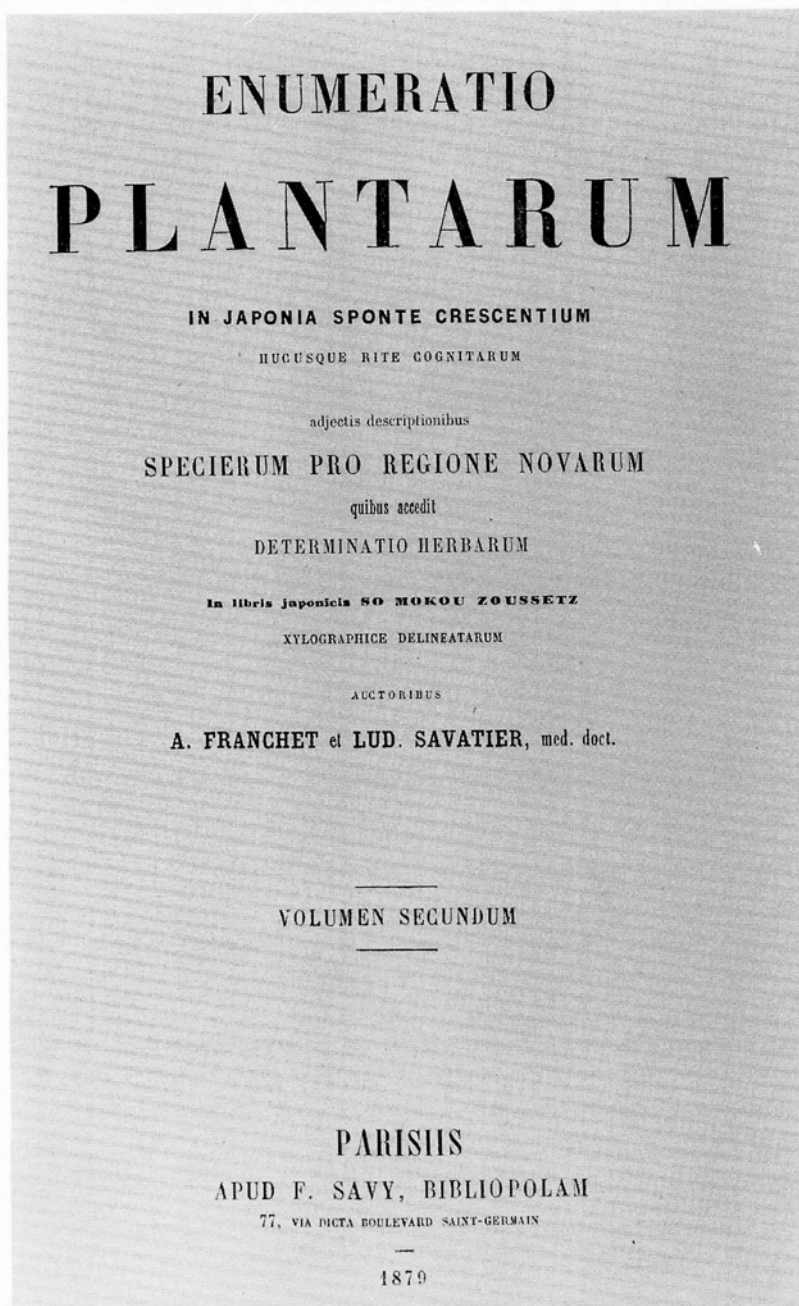 ENUMERATIO
PLANTARUM
IN JAPONIA SPONTE CRESCENTIUM
HUCUSQUE RITE COGNITARUM
adjectis descriptionibus
SPECIERUM PRO REGIONE NOVARUM
quibus accedit
DETERMINATIO HERBARUM
In libris japonicis SO MOKOU ZOUSSETZ
XYLOGRAPHICE DELINEATARUM
AUCTORIBUS
A. FRANCHET et LUD. SAVATIER, med. doct.
VOLUMEN SECUNDUM
PARISIIS
APUD F. SAVY, BIBLIOPOLAM
77, VIA DICTA BOULEVARD SAINT-GERMAIN
1879